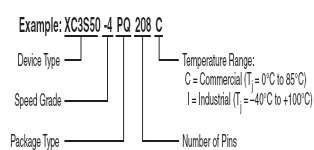 Example: XC3S50 -4 PQ 208 C
Device Type
Temperature Range:
C = Commercial (Tj = 0°C to 85°C)
Speed Grade
I = Industrial (Tj = –40°C to +100°C)
Package Type
Number of Pins